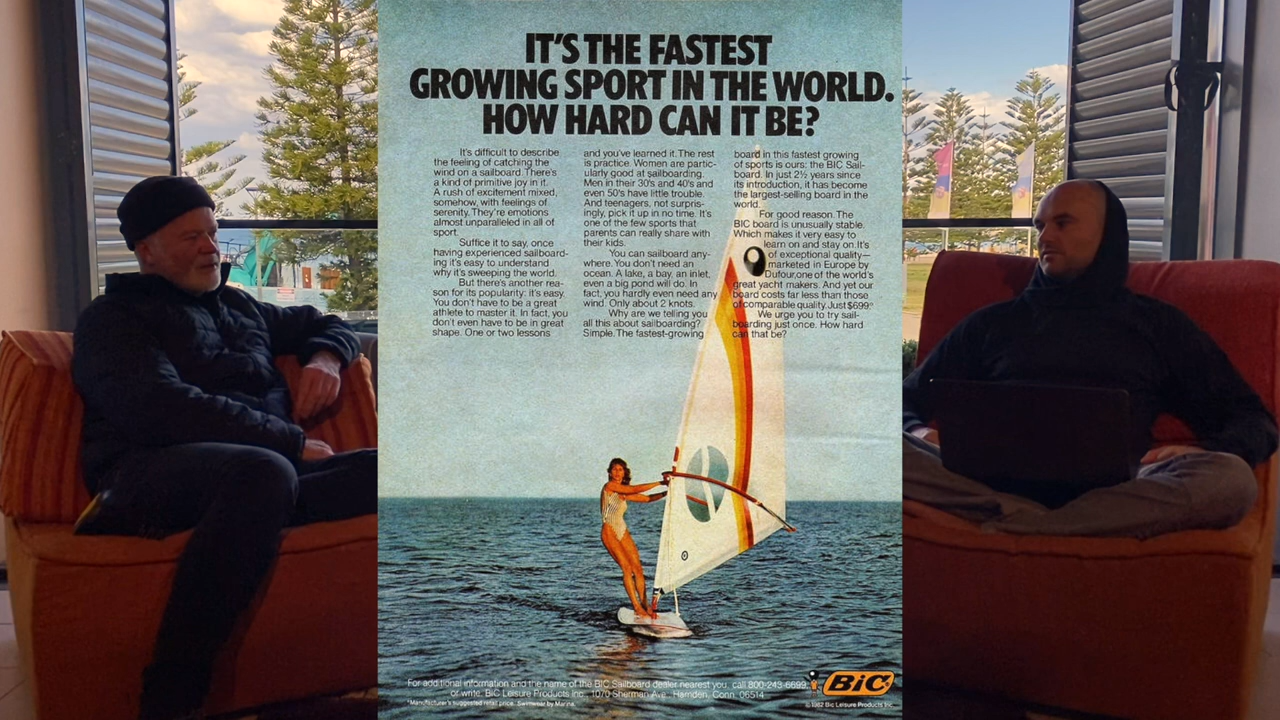 IT'S THE FASTEST
GROWING SPORT IN THE WORLD.
HOW HARD CAN IT BE?
It's difficult to describe
the feeling of catching the
wind on a sailboard. There's
a kind of primitive joy in it.
A rush of excitement mixed,
somehow, with feelings of
serenity. They're emotions
almost unparalleled in all of
sport.
Suffice it to say, once
having experienced sailboard-
ing it's easy to understand
why it's sweeping the world.
But there's another rea-
son for its popularity: it's easy.
You don't have to be a great
athlete to master it. In fact, you
don't even have to be in great
shape. One or two lessons
and you've learned it. The rest
is practice. Women are partic-
ularly good at sailboarding.
Men in their 30's and 40's and
even 50's have little trouble.
And teenagers, not surpris-
ingly, pick it up in no time. It's
one of the few sports that
parents can really share with
their kids.
You can sailboard any-
where. You don't need an
ocean. A lake, a bay, an inlet,
even a big pond will do. In
fact, you hardly even need any
wind. Only about 2 knots.
Why are we telling you
all this about sailboarding?
Simple. The fastest-growing
board in this fastest growing
of sports is ours: the BIC Sail-
board. In just 2½ years since
its introduction, it has become
the largest-selling board in the
world.
For good reason. The
BIC board is unusually stable.
Which makes it very easy to
learn on and stay on. It's
of exceptional quality—
marketed in Europe by
Dufour, one of the world's
great yacht makers. And yet our
board costs far less than those
of comparable quality. Just $699*
We urge you to try sail-
boarding just once. How hard
can that be?
For additional information and the name of the BIC Sailboard dealer nearest you, call 800-243-6699,
or write: BIC Leisure Products Inc., 1070 Sherman Ave., Hamden, Conn. 06514
*Manufacturer's suggested retail price. Swimwear by Marine.
BIC
©1982 BIC Leisure Products Inc.